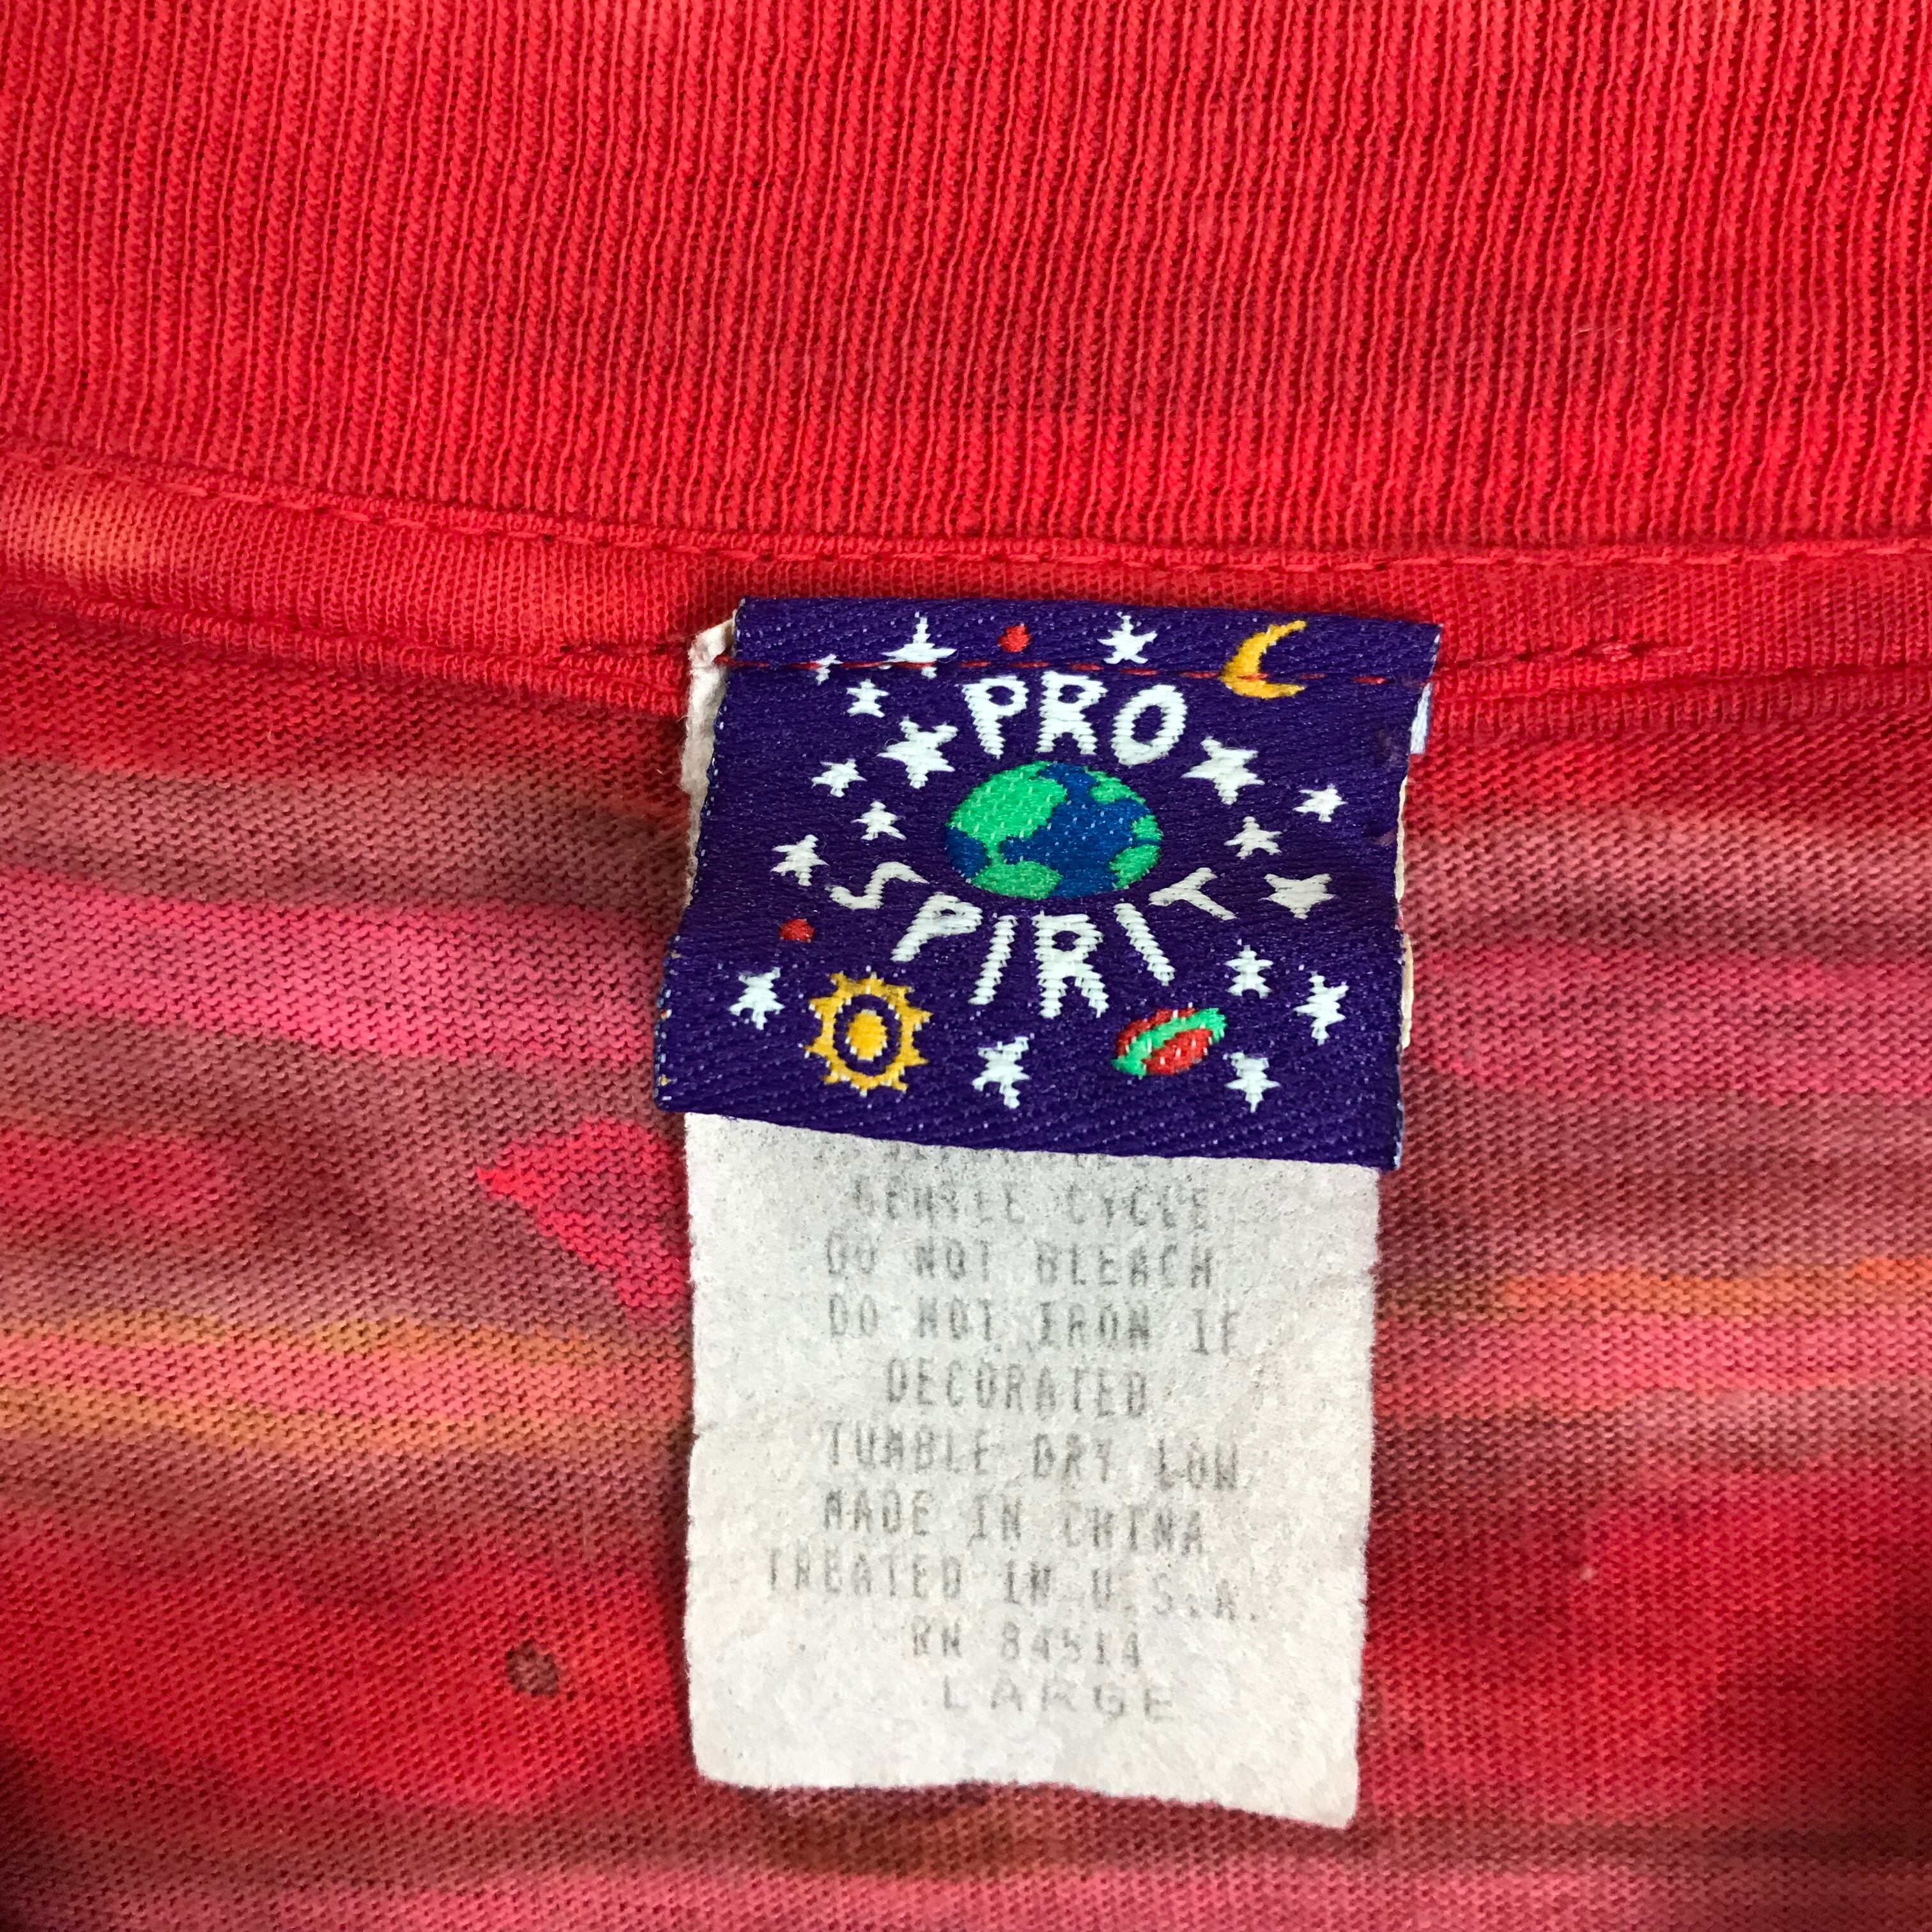 PRO
SPIRIT
GENTLE CYCLE
DO NOT BLEACH
DO NOT IRON IF
DECORATED
TUMBLE DRY LOW
MADE IN CHINA
TREATED IN U.S.A.
RN 84514
LARGE